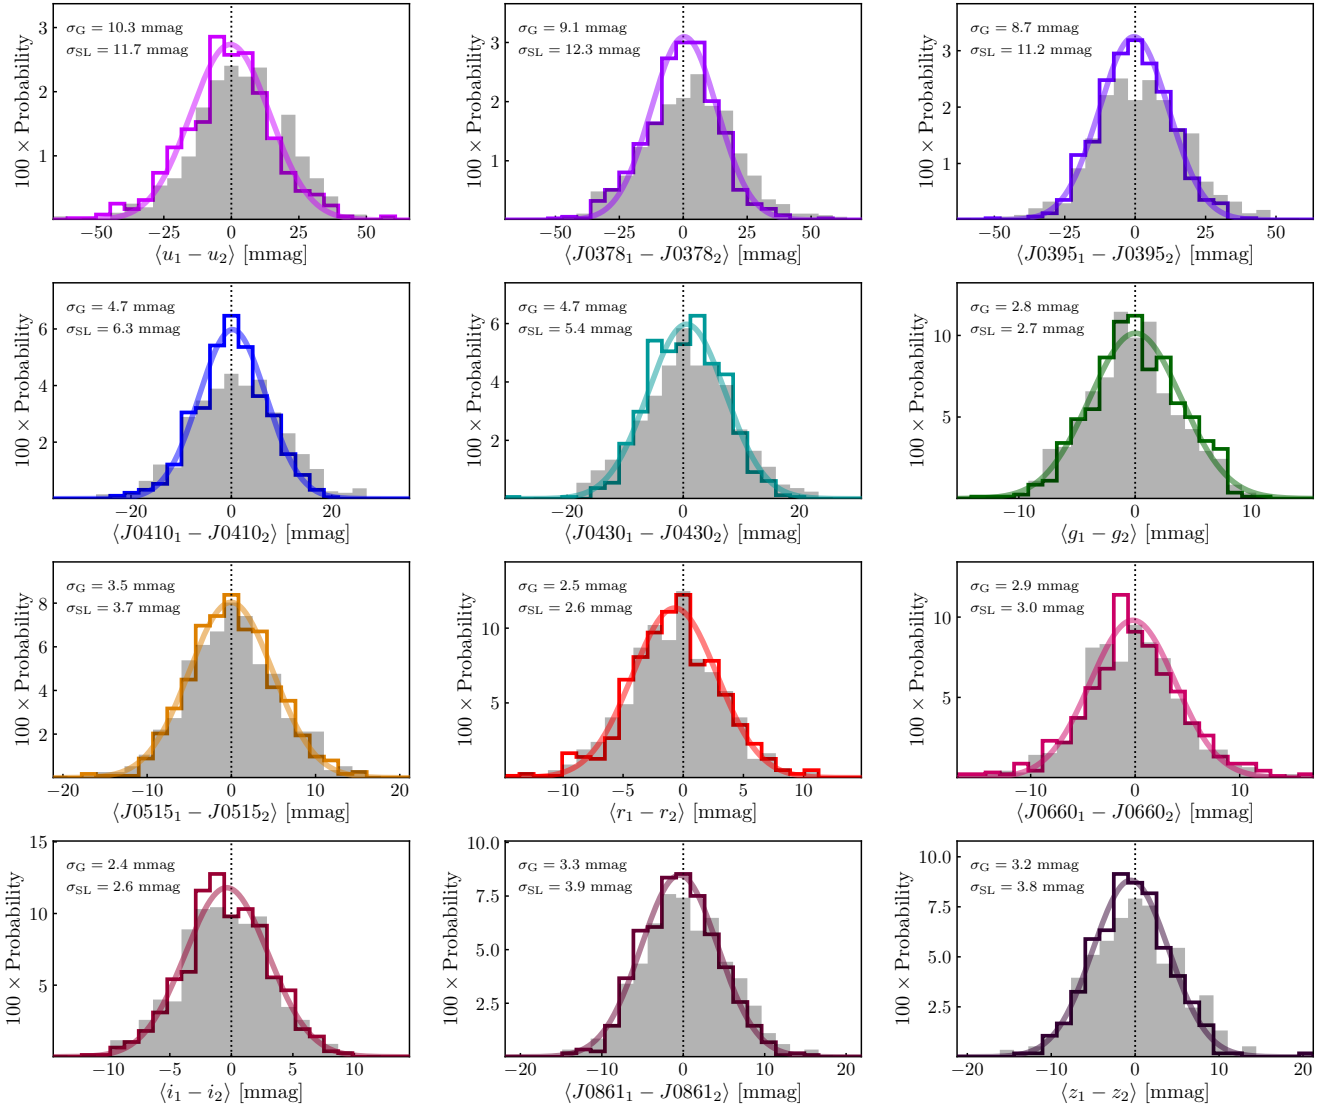 σG = 10.3 mmag
σSL = 11.7 mmag
100 × Probability
3
2
1
−50 −25 0 25 50
⟨u1 − u2⟩ [mmag]
σG = 9.1 mmag
σSL = 12.3 mmag
100 × Probability
3
2
1
−50 −25 0 25 50
⟨J03781 − J03782⟩ [mmag]
σG = 8.7 mmag
σSL = 11.2 mmag
100 × Probability
3
2
1
−50 −25 0 25 50
⟨J03951 − J03952⟩ [mmag]
σG = 4.7 mmag
σSL = 6.3 mmag
100 × Probability
6
4
2
−20 0 20
⟨J04101 − J04102⟩ [mmag]
σG = 4.7 mmag
σSL = 5.4 mmag
100 × Probability
6
4
2
−20 0 20
⟨J04301 − J04302⟩ [mmag]
σG = 2.8 mmag
σSL = 2.7 mmag
100 × Probability
10
5
−10 0 10
⟨g1 − g2⟩ [mmag]
σG = 3.5 mmag
σSL = 3.7 mmag
100 × Probability
8
6
4
2
−20 −10 0 10 20
⟨J05151 − J05152⟩ [mmag]
σG = 2.5 mmag
σSL = 2.6 mmag
100 × Probability
10
5
−10 −5 0 5 10
⟨r1 − r2⟩ [mmag]
σG = 2.9 mmag
σSL = 3.0 mmag
100 × Probability
10
5
−10 0 10
⟨J06601 − J06602⟩ [mmag]
σG = 2.4 mmag
σSL = 2.6 mmag
100 × Probability
15
10
5
−10 −5 0 5 10
⟨i1 − i2⟩ [mmag]
σG = 3.3 mmag
σSL = 3.9 mmag
100 × Probability
10.0
7.5
5.0
2.5
−20 −10 0 10 20
⟨J08611 − J08612⟩ [mmag]
σG = 3.2 mmag
σSL = 3.8 mmag
100 × Probability
10.0
7.5
5.0
2.5
−20 −10 0 10 20
⟨z1 − z2⟩ [mmag]